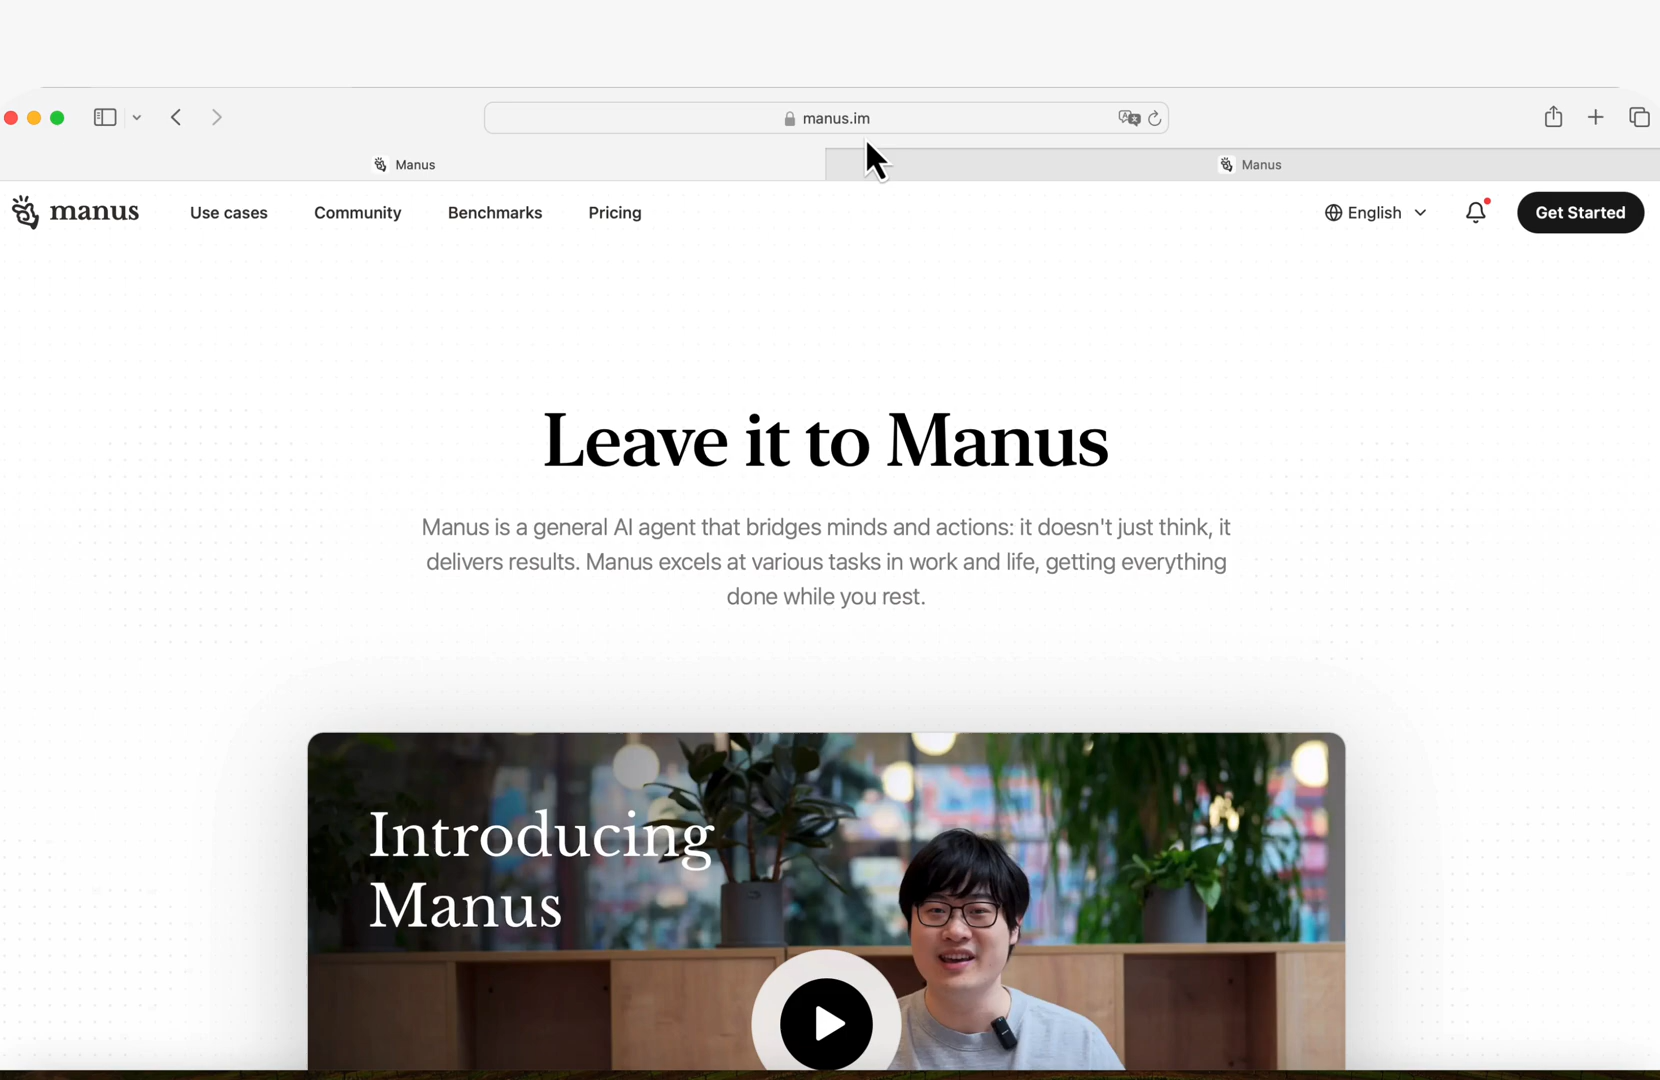 manus.im
Manus
Manus
manus
Use cases
Community
Benchmarks
Pricing
English
Get Started
Leave it to Manus
Manus is a general AI agent that bridges minds and actions: it doesn't just think, it
delivers results. Manus excels at various tasks in work and life, getting everything
done while you rest.
Introducing
Manus